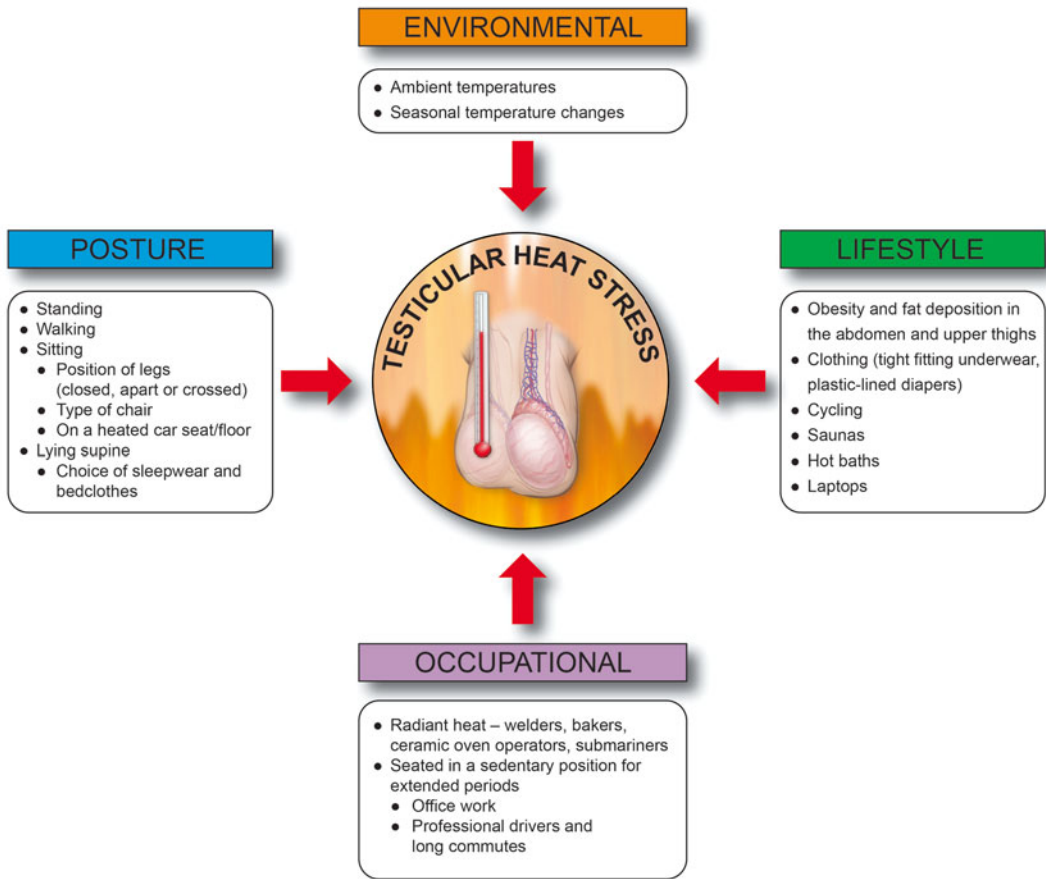 ENVIRONMENTAL
● Ambient temperatures
● Seasonal temperature changes
POSTURE
● Standing
● Walking
● Sitting
● Position of legs
(closed, apart or crossed)
● Type of chair
● On a heated car seat/floor
● Lying supine
● Choice of sleepwear and
bedclothes
TESTICULAR HEAT STRESS
LIFESTYLE
● Obesity and fat deposition in
the abdomen and upper thighs
● Clothing (tight fitting underwear,
plastic-lined diapers)
● Cycling
● Saunas
● Hot baths
● Laptops
OCCUPATIONAL
● Radiant heat – welders, bakers,
ceramic oven operators, submariners
● Seated in a sedentary position for
extended periods
● Office work
● Professional drivers and
long commutes